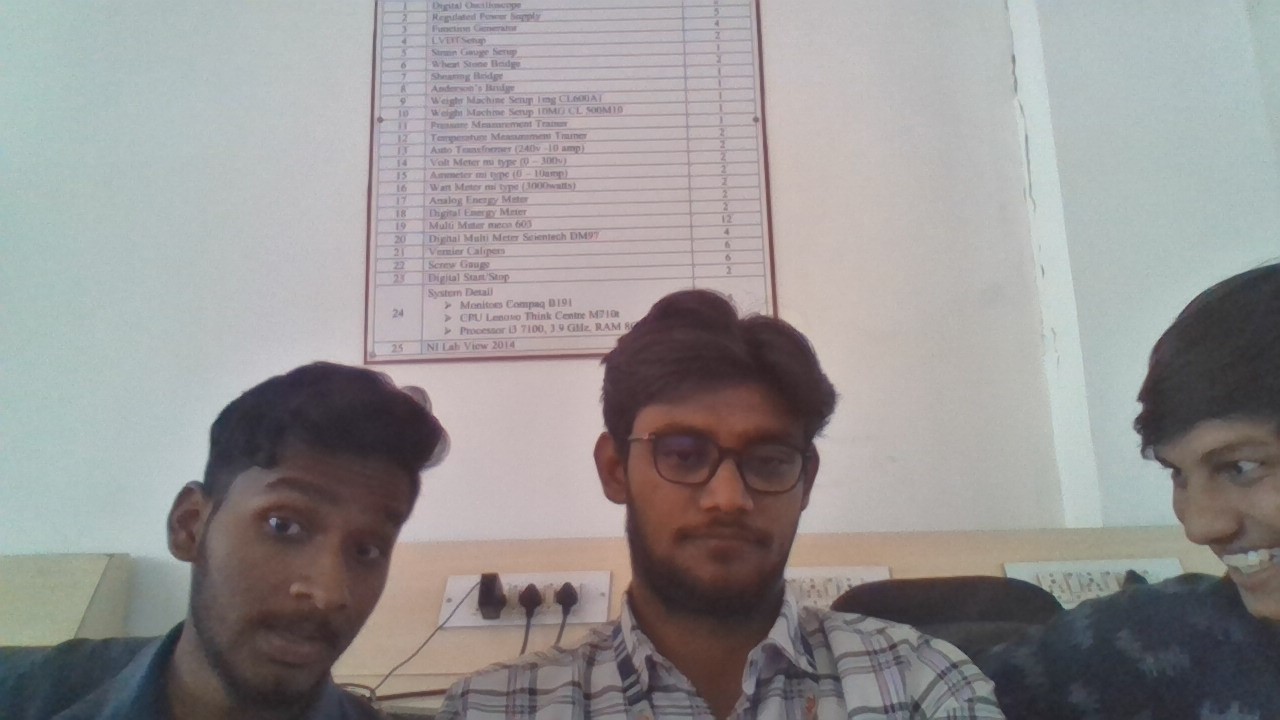 1 Digital Oscilloscope
2 Regulated Power Supply 5
3 Function Generator 4
4 LVDT Setup 2
5 Strain Gauge Setup 1
6 Wheat Stone Bridge 2
7 Shearing Bridge 1
8 Anderson's Bridge 1
9 Weight Machine Setup 1mg CL600A1 1
10 Weight Machine Setup 10MG CL 500M10 1
11 Pressure Measurement Trainer 1
12 Temperature Measurement Trainer 2
13 Auto Transformer (240v -10 amp) 2
14 Volt Meter mi type (0 – 300v) 2
15 Ammeter mi type (0 – 10amp) 2
16 Watt Meter mi type (3000watts) 2
17 Analog Energy Meter 2
18 Digital Energy Meter 2
19 Multi Meter meco 603 12
20 Digital Multi Meter Scientech DM97 4
21 Vernier Calipers 6
22 Screw Gauge 6
23 Digital Start/Stop 2
24 System Detail
➢ Monitors Compaq B191
➢ CPU Lenovo Think Centre M710t
➢ Processor i3 7100, 3.9 GHz, RAM
25 NI Lab View 2014